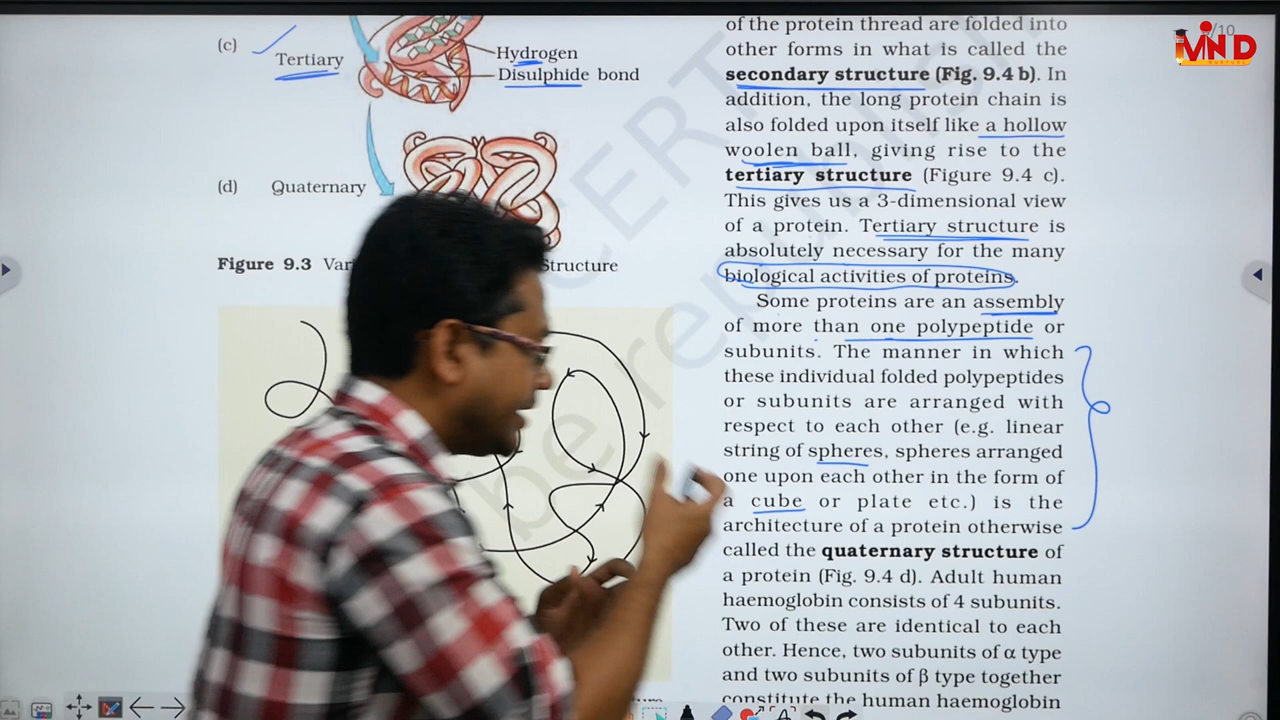 (c)
Tertiary
Hydrogen
Disulphide bond
(d) Quaternary
Figure 9.3
Structure
of the protein thread are folded into
other forms in what is called the
secondary structure (Fig. 9.4 b). In
addition, the long protein chain is
also folded upon itself like a hollow
woolen ball, giving rise to the
tertiary structure (Figure 9.4 c).
This gives us a 3-dimensional view
of a protein. Tertiary structure is
absolutely necessary for the many
biological activities of proteins.
Some proteins are an assembly
of more than one polypeptide or
subunits. The manner in which
these individual folded polypeptides
or subunits are arranged with
respect to each other (e.g. linear
string of spheres, spheres arranged
one upon each other in the form of
a cube or plate etc.) is the
architecture of a protein otherwise
called the quaternary structure of
a protein (Fig. 9.4 d). Adult human
haemoglobin consists of 4 subunits.
Two of these are identical to each
other. Hence, two subunits of α type
and two subunits of β type together
constitute the human haemoglobin
MIND